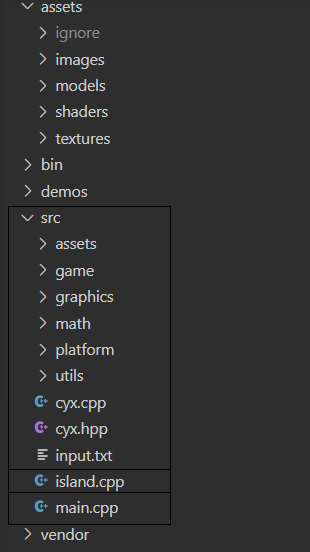 assets
ignore
images
models
shaders
textures
bin
demos
src
assets
game
graphics
math
platform
utils
cyx.cpp
cyx.hpp
input.txt
island.cpp
main.cpp
vendor